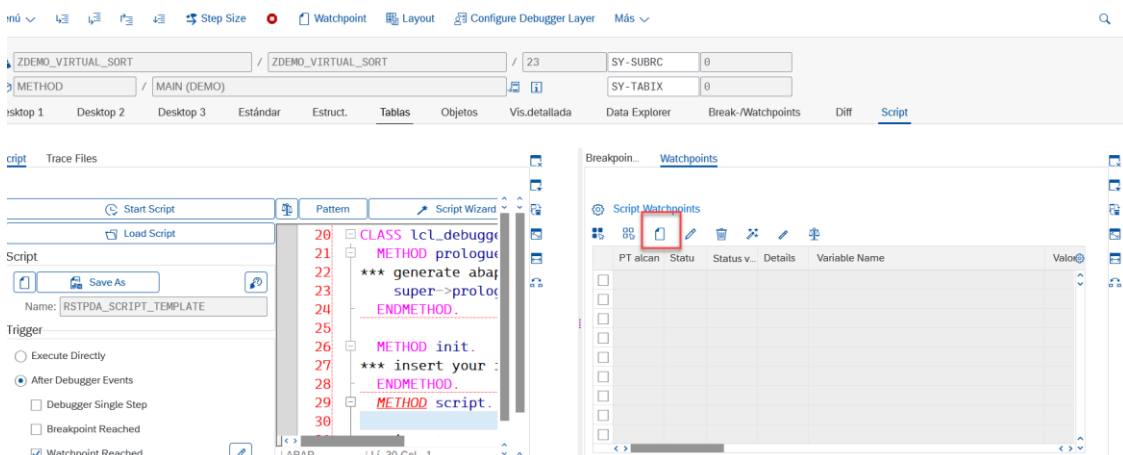 enú Step Size Watchpoint Layout Configure Debugger Layer Más
ZDEMO_VIRTUAL_SORT / ZDEMO_VIRTUAL_SORT / 23 SY-SUBRC 0
METHOD / MAIN (DEMO) SY-TABIX 0
esktop 1 Desktop 2 Desktop 3 Estándar Estruct. Tablas Objetos Vis.detallada Data Explorer Break-/Watchpoints Diff Script
cript Trace Files
Start Script
Load Script
Script
Save As
Name: RSTPDA_SCRIPT_TEMPLATE
Trigger
Execute Directly
After Debugger Events
Debugger Single Step
Breakpoint Reached
Watchpoint Reached
Pattern Script Wizard
20 CLASS lcl_debugge
21 METHOD prologue
22 *** generate abap
23 super->prolog
24 ENDMETHOD.
25
26 METHOD init.
27 *** insert your
28 ENDMETHOD.
29 METHOD script.
30
ABAP Lí. 30 Col. 1
Breakpoin... Watchpoints
Script Watchpoints
PT alcan Statu Status v... Details Variable Name Valor